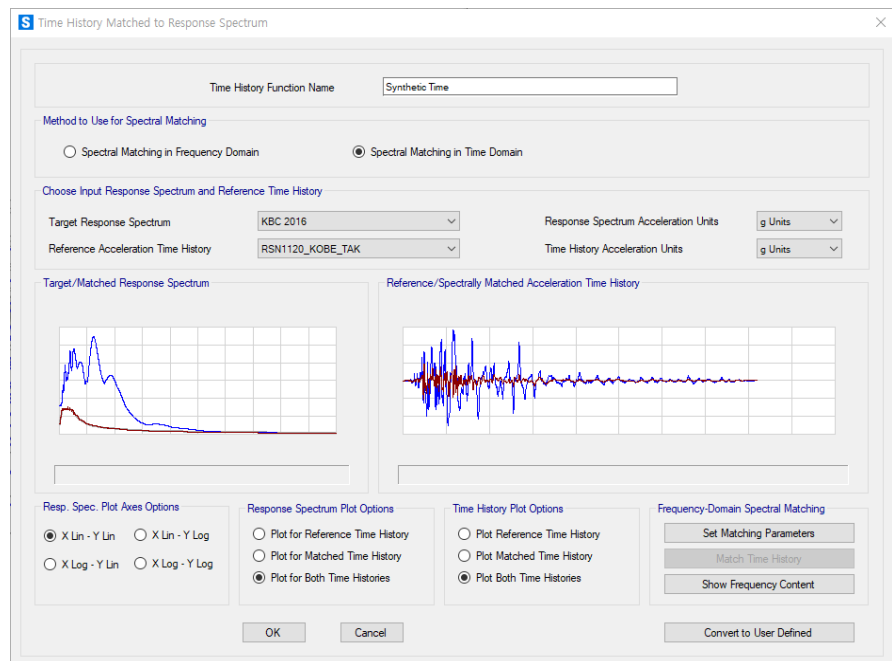 S Time History Matched to Response Spectrum
Time History Function Name Synthetic Time
Method to Use for Spectral Matching
Spectral Matching in Frequency Domain Spectral Matching in Time Domain
Choose Input Response Spectrum and Reference Time History
Target Response Spectrum KBC 2016 Response Spectrum Acceleration Units g Units
Reference Acceleration Time History RSN1120_KOBE_TAK Time History Acceleration Units g Units
Target/Matched Response Spectrum Reference/Spectrally Matched Acceleration Time History
Resp. Spec. Plot Axes Options
X Lin - Y Lin X Lin - Y Log
X Log - Y Lin X Log - Y Log
Response Spectrum Plot Options
Plot for Reference Time History
Plot for Matched Time History
Plot for Both Time Histories
Time History Plot Options
Plot Reference Time History
Plot Matched Time History
Plot Both Time Histories
Frequency-Domain Spectral Matching
Set Matching Parameters
Match Time History
Show Frequency Content
OK Cancel Convert to User Defined